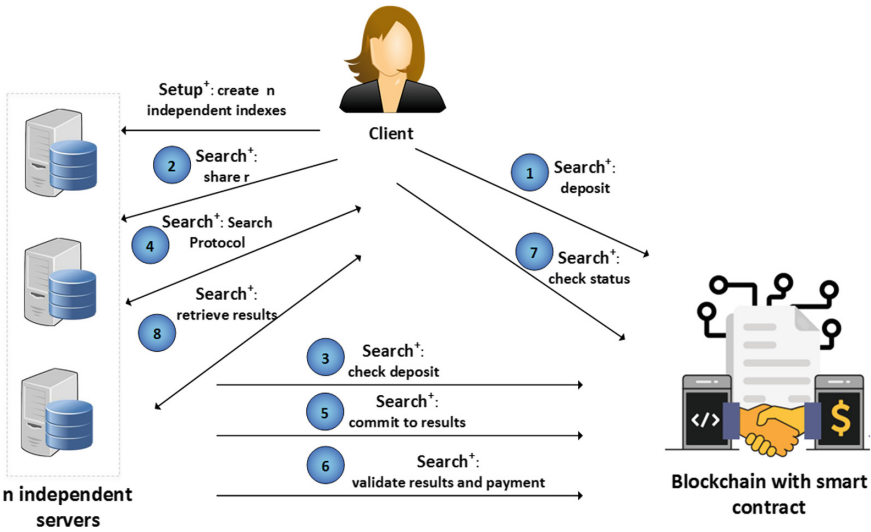 Setup⁺: create n
independent indexes
Client
2
Search⁺:
share r
1
Search⁺:
deposit
4
Search⁺: Search
Protocol
7
Search⁺:
check status
8
Search⁺:
retrieve results
3
Search⁺:
check deposit
5
Search⁺:
commit to results
6
Search⁺:
validate results and payment
</>
$
n independent
servers
Blockchain with smart
contract